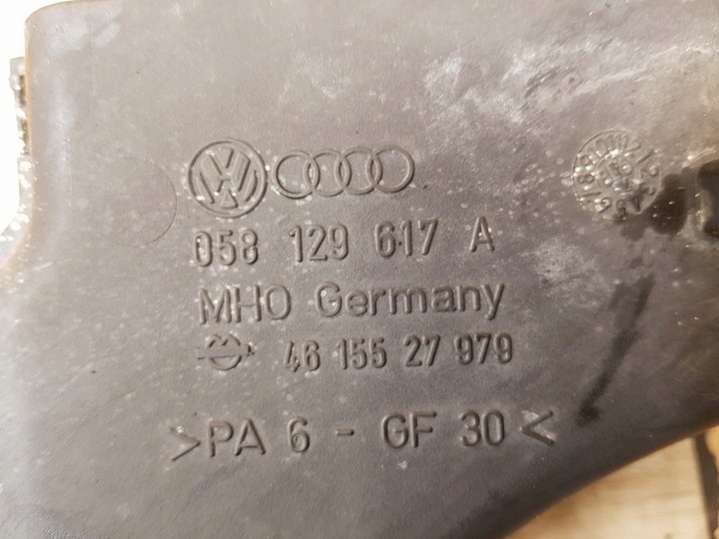 058 129 617 A
MHO Germany
46 155 27 979
>PA 6 - GF 30<